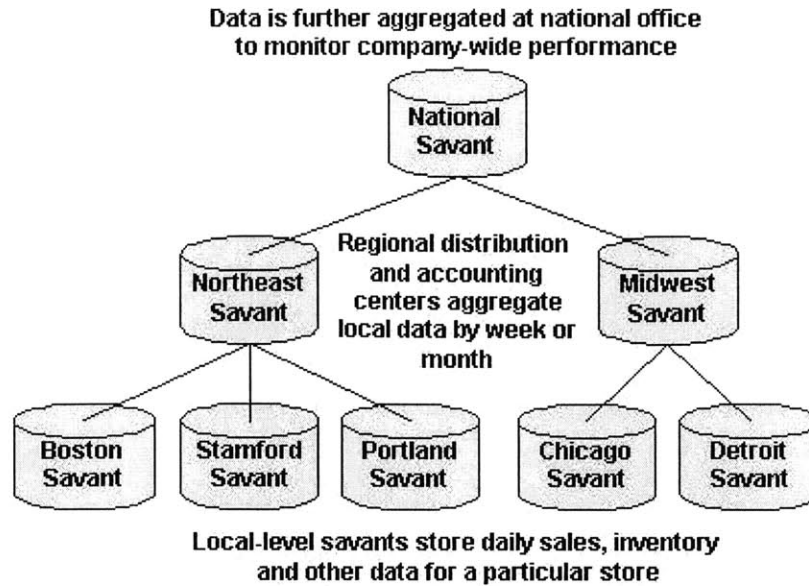 Data is further aggregated at national office
to monitor company-wide performance
National
Savant
Northeast
Savant
Regional distribution
and accounting
centers aggregate
local data by week or
month
Midwest
Savant
Boston
Savant
Stamford
Savant
Portland
Savant
Chicago
Savant
Detroit
Savant
Local-level savants store daily sales, inventory
and other data for a particular store